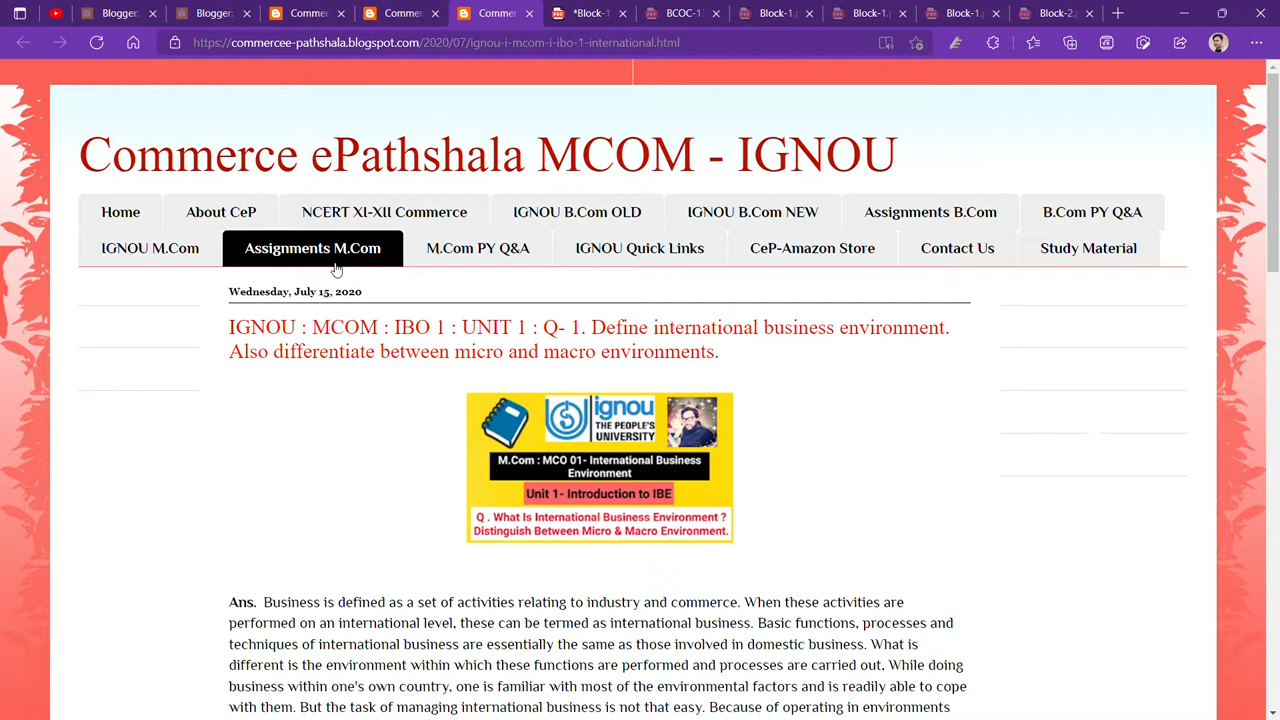 Blogger:
Blogger:
Commer
Commer
Commer
*Block-1
BCOC-1
Block-1.
Block-1.
Block-1.
Block-2.
https://commercee-pathshala.blogspot.com/2020/07/ignou-i-mcom-i-ibo-1-international.html
Commerce ePathshala MCOM - IGNOU
Home About CeP NCERT XI-XII Commerce IGNOU B.Com OLD IGNOU B.Com NEW Assignments B.Com B.Com PY Q&A
IGNOU M.Com Assignments M.Com M.Com PY Q&A IGNOU Quick Links CeP-Amazon Store Contact Us Study Material
Wednesday, July 15, 2020
IGNOU : MCOM : IBO 1 : UNIT 1 : Q- 1. Define international business environment.
Also differentiate between micro and macro environments.
ignou
THE PEOPLE'S
UNIVERSITY
M.Com : MCO 01- International Business
Environment
Unit 1- Introduction to IBE
Q . What Is International Business Environment ?
Distinguish Between Micro & Macro Environment.
Ans. Business is defined as a set of activities relating to industry and commerce. When these activities are
performed on an international level, these can be termed as international business. Basic functions, processes and
techniques of international business are essentially the same as those involved in domestic business. What is
different is the environment within which these functions are performed and processes are carried out, While doing
business within one's own country, one is familiar with most of the environmental factors and is readily able to cope
with them. But the task of managing international business is not that easy. Because of operating in environments